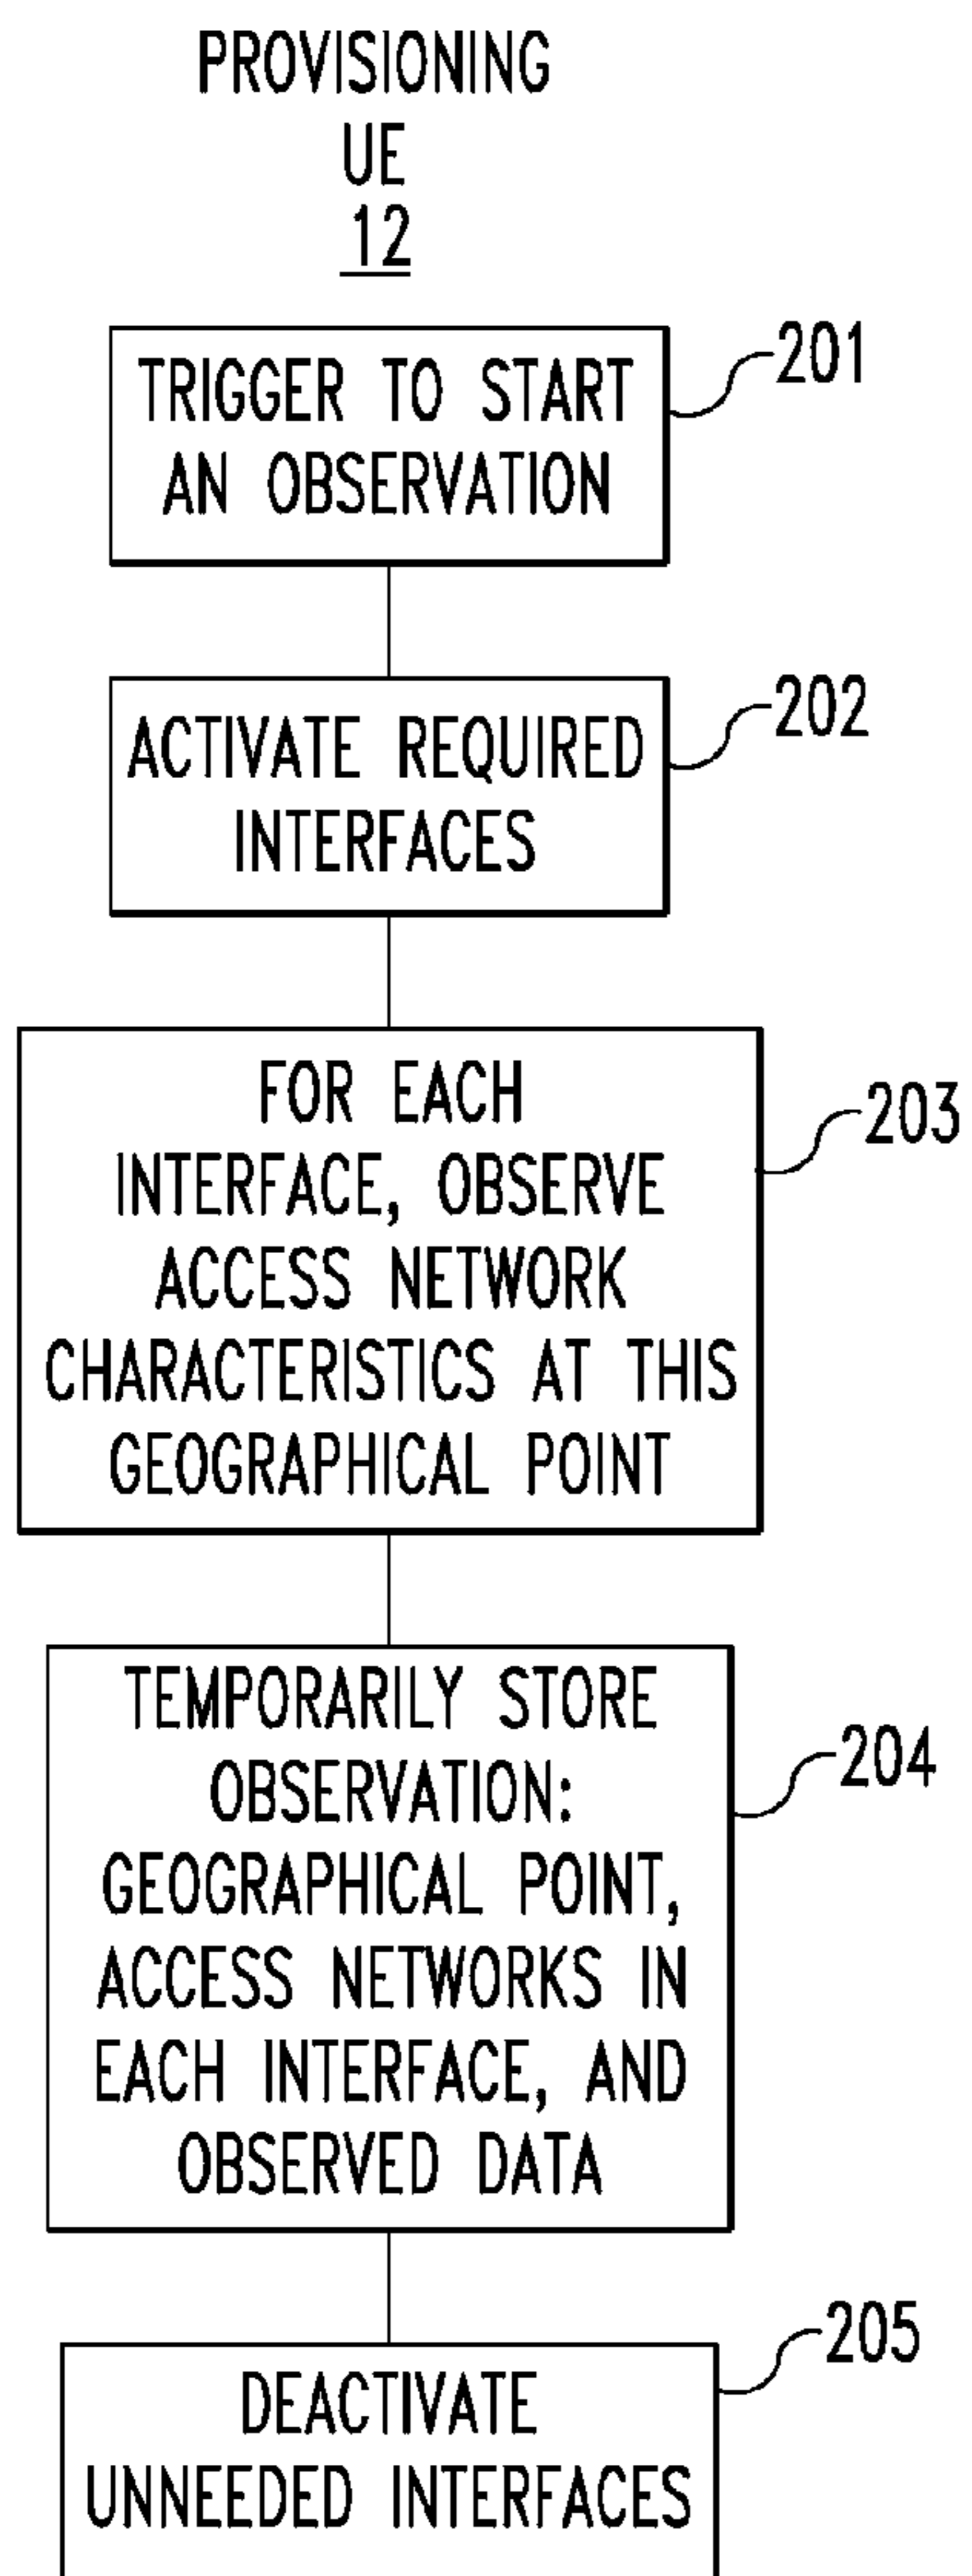 PROVISIONING
UE
12
TRIGGER TO START
AN OBSERVATION
201
ACTIVATE REQUIRED
INTERFACES
202
FOR EACH
INTERFACE, OBSERVE
ACCESS NETWORK
CHARACTERISTICS AT THIS
GEOGRAPHICAL POINT
203
TEMPORARILY STORE
OBSERVATION:
GEOGRAPHICAL POINT,
ACCESS NETWORKS IN
EACH INTERFACE, AND
OBSERVED DATA
204
DEACTIVATE
UNNEEDED INTERFACES
205